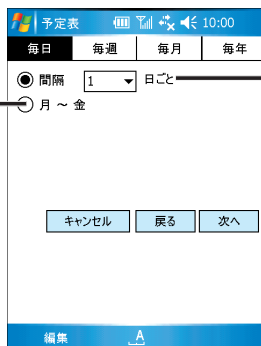 予定表 10:00
毎日 毎週 毎月 毎年
間隔 1 日ごと
月 ~ 金
キャンセル 戻る 次へ
編集 A